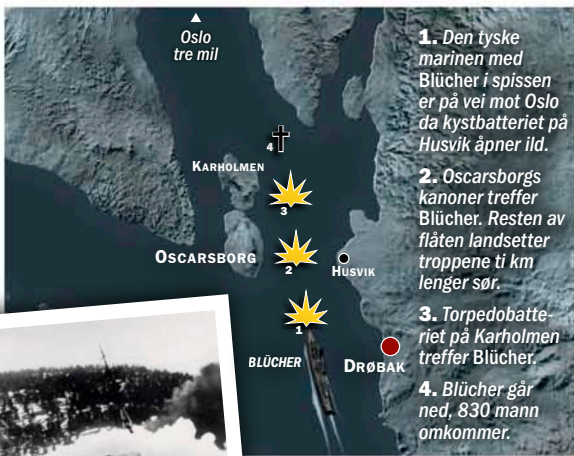 Oslo
tre mil
4
KARHOLMEN
3
OSCARSBORG
2
HUSVIK
1
BLÜCHER
DRØBAK
1. Den tyske
marinen med
Blücher i spissen
er på vei mot Oslo
da kystbatteriet på
Husvik åpner ild.
2. Oscarsborgs
kanoner treffer
Blücher. Resten av
flåten landsetter
troppene ti km
lenger sør.
3. Torpedobatte-
riet på Karholmen
treffer Blücher.
4. Blücher går
ned, 830 mann
omkommer.